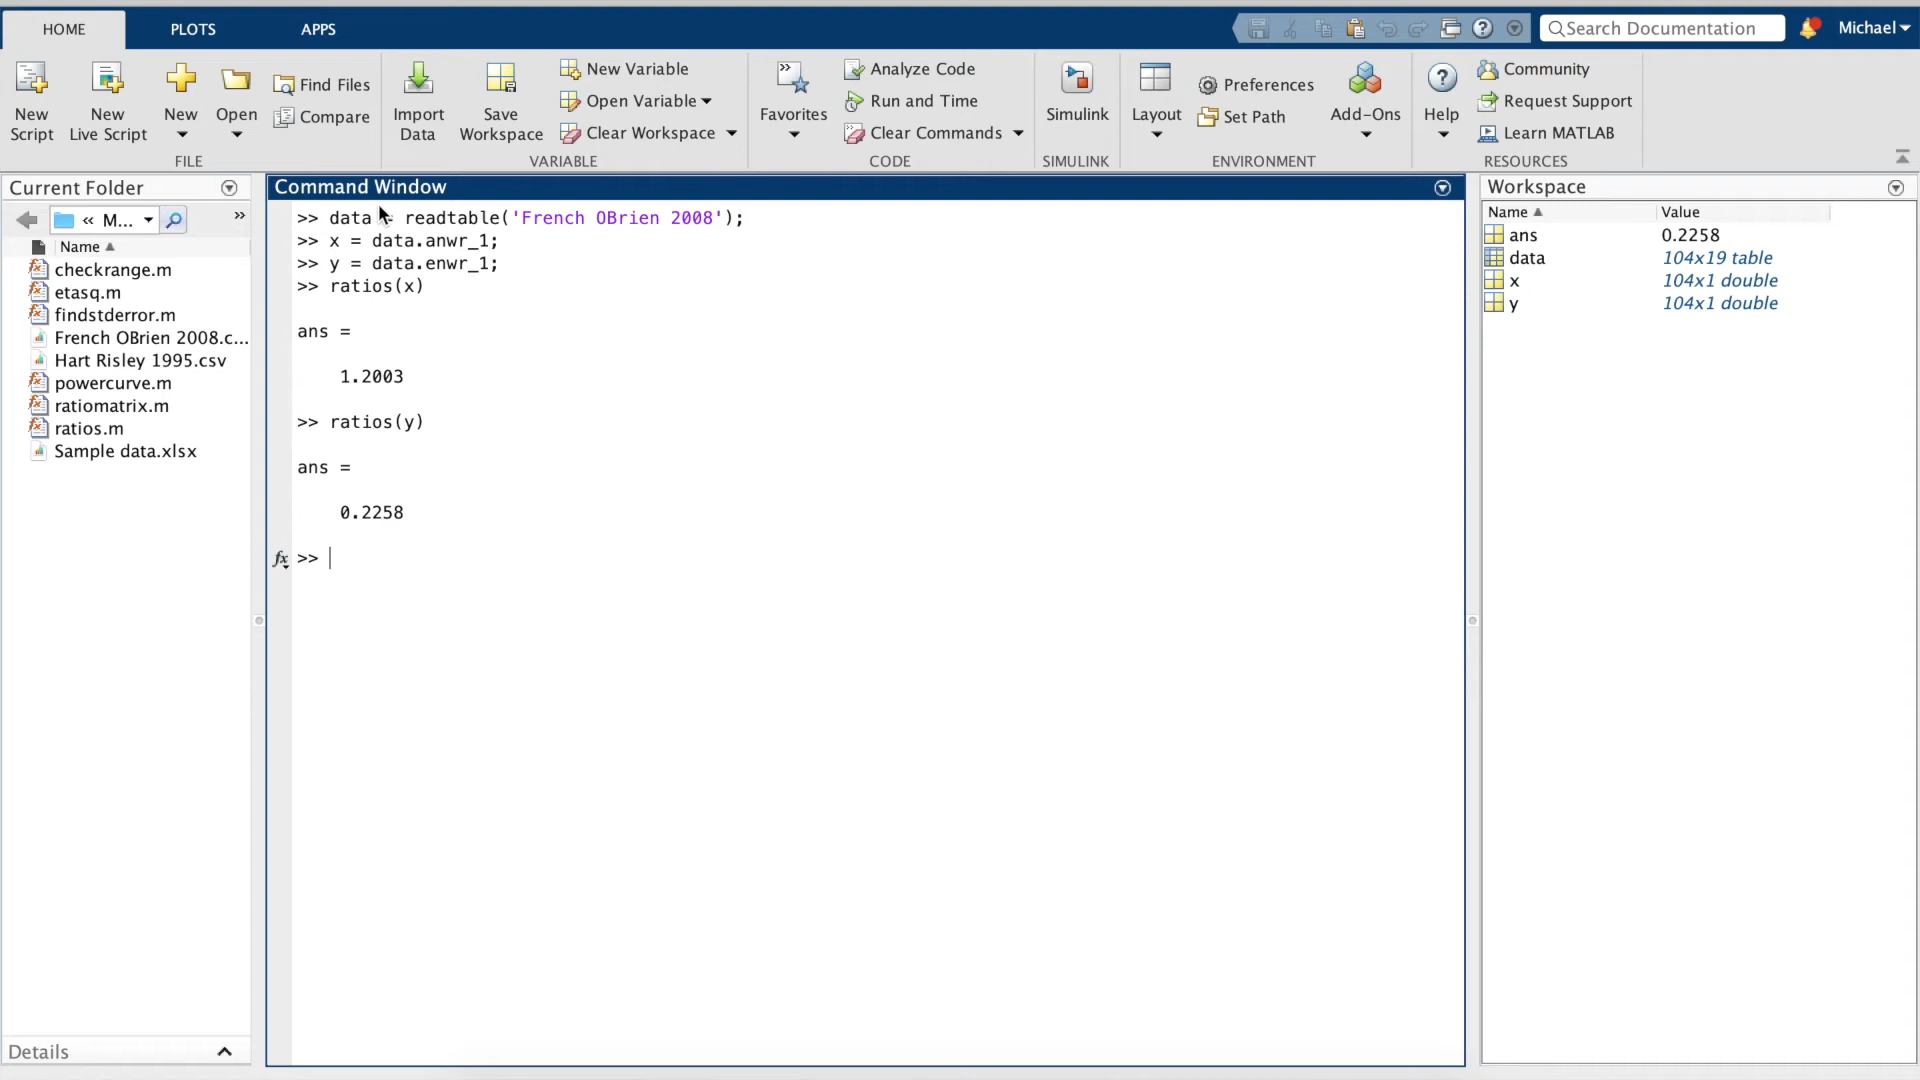 HOME PLOTS APPS Search Documentation Michael
New Script
New Live Script
New
Open
Find Files
Compare
FILE
Import Data
Save Workspace
New Variable
Open Variable
Clear Workspace
VARIABLE
Favorites
Analyze Code
Run and Time
Clear Commands
CODE
Simulink
SIMULINK
Layout
Preferences
Set Path
Add-Ons
ENVIRONMENT
Help
Community
Request Support
Learn MATLAB
RESOURCES
Current Folder
« M...
»
Name
checkrange.m
etasq.m
findstderror.m
French OBrien 2008.c...
Hart Risley 1995.csv
powercurve.m
ratiomatrix.m
ratios.m
Sample data.xlsx
Details
Command Window
>> data = readtable('French OBrien 2008');
>> x = data.anwr_1;
>> y = data.enwr_1;
>> ratios(x)
ans =
1.2003
>> ratios(y)
ans =
0.2258
fx >>
Workspace
Name Value
ans 0.2258
data 104x19 table
x 104x1 double
y 104x1 double